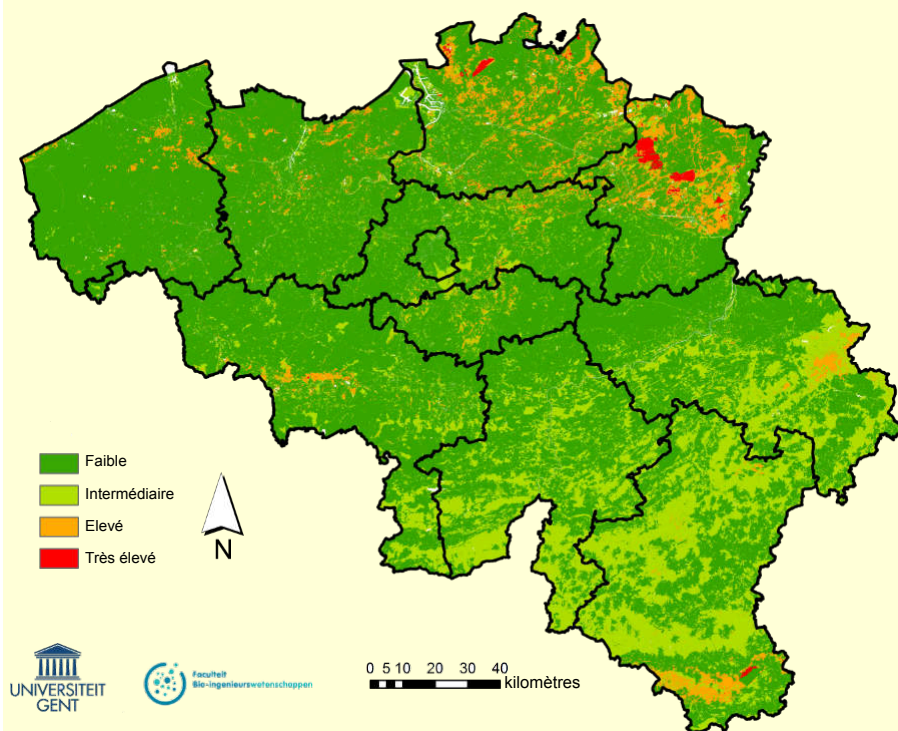 Faible
Intermédiaire
Elevé
Très élevé
N
UNIVERSITEIT
GENT
Faculteit
Bio-ingenieurswetenschappen
0 5 10 20 30 40
kilomètres